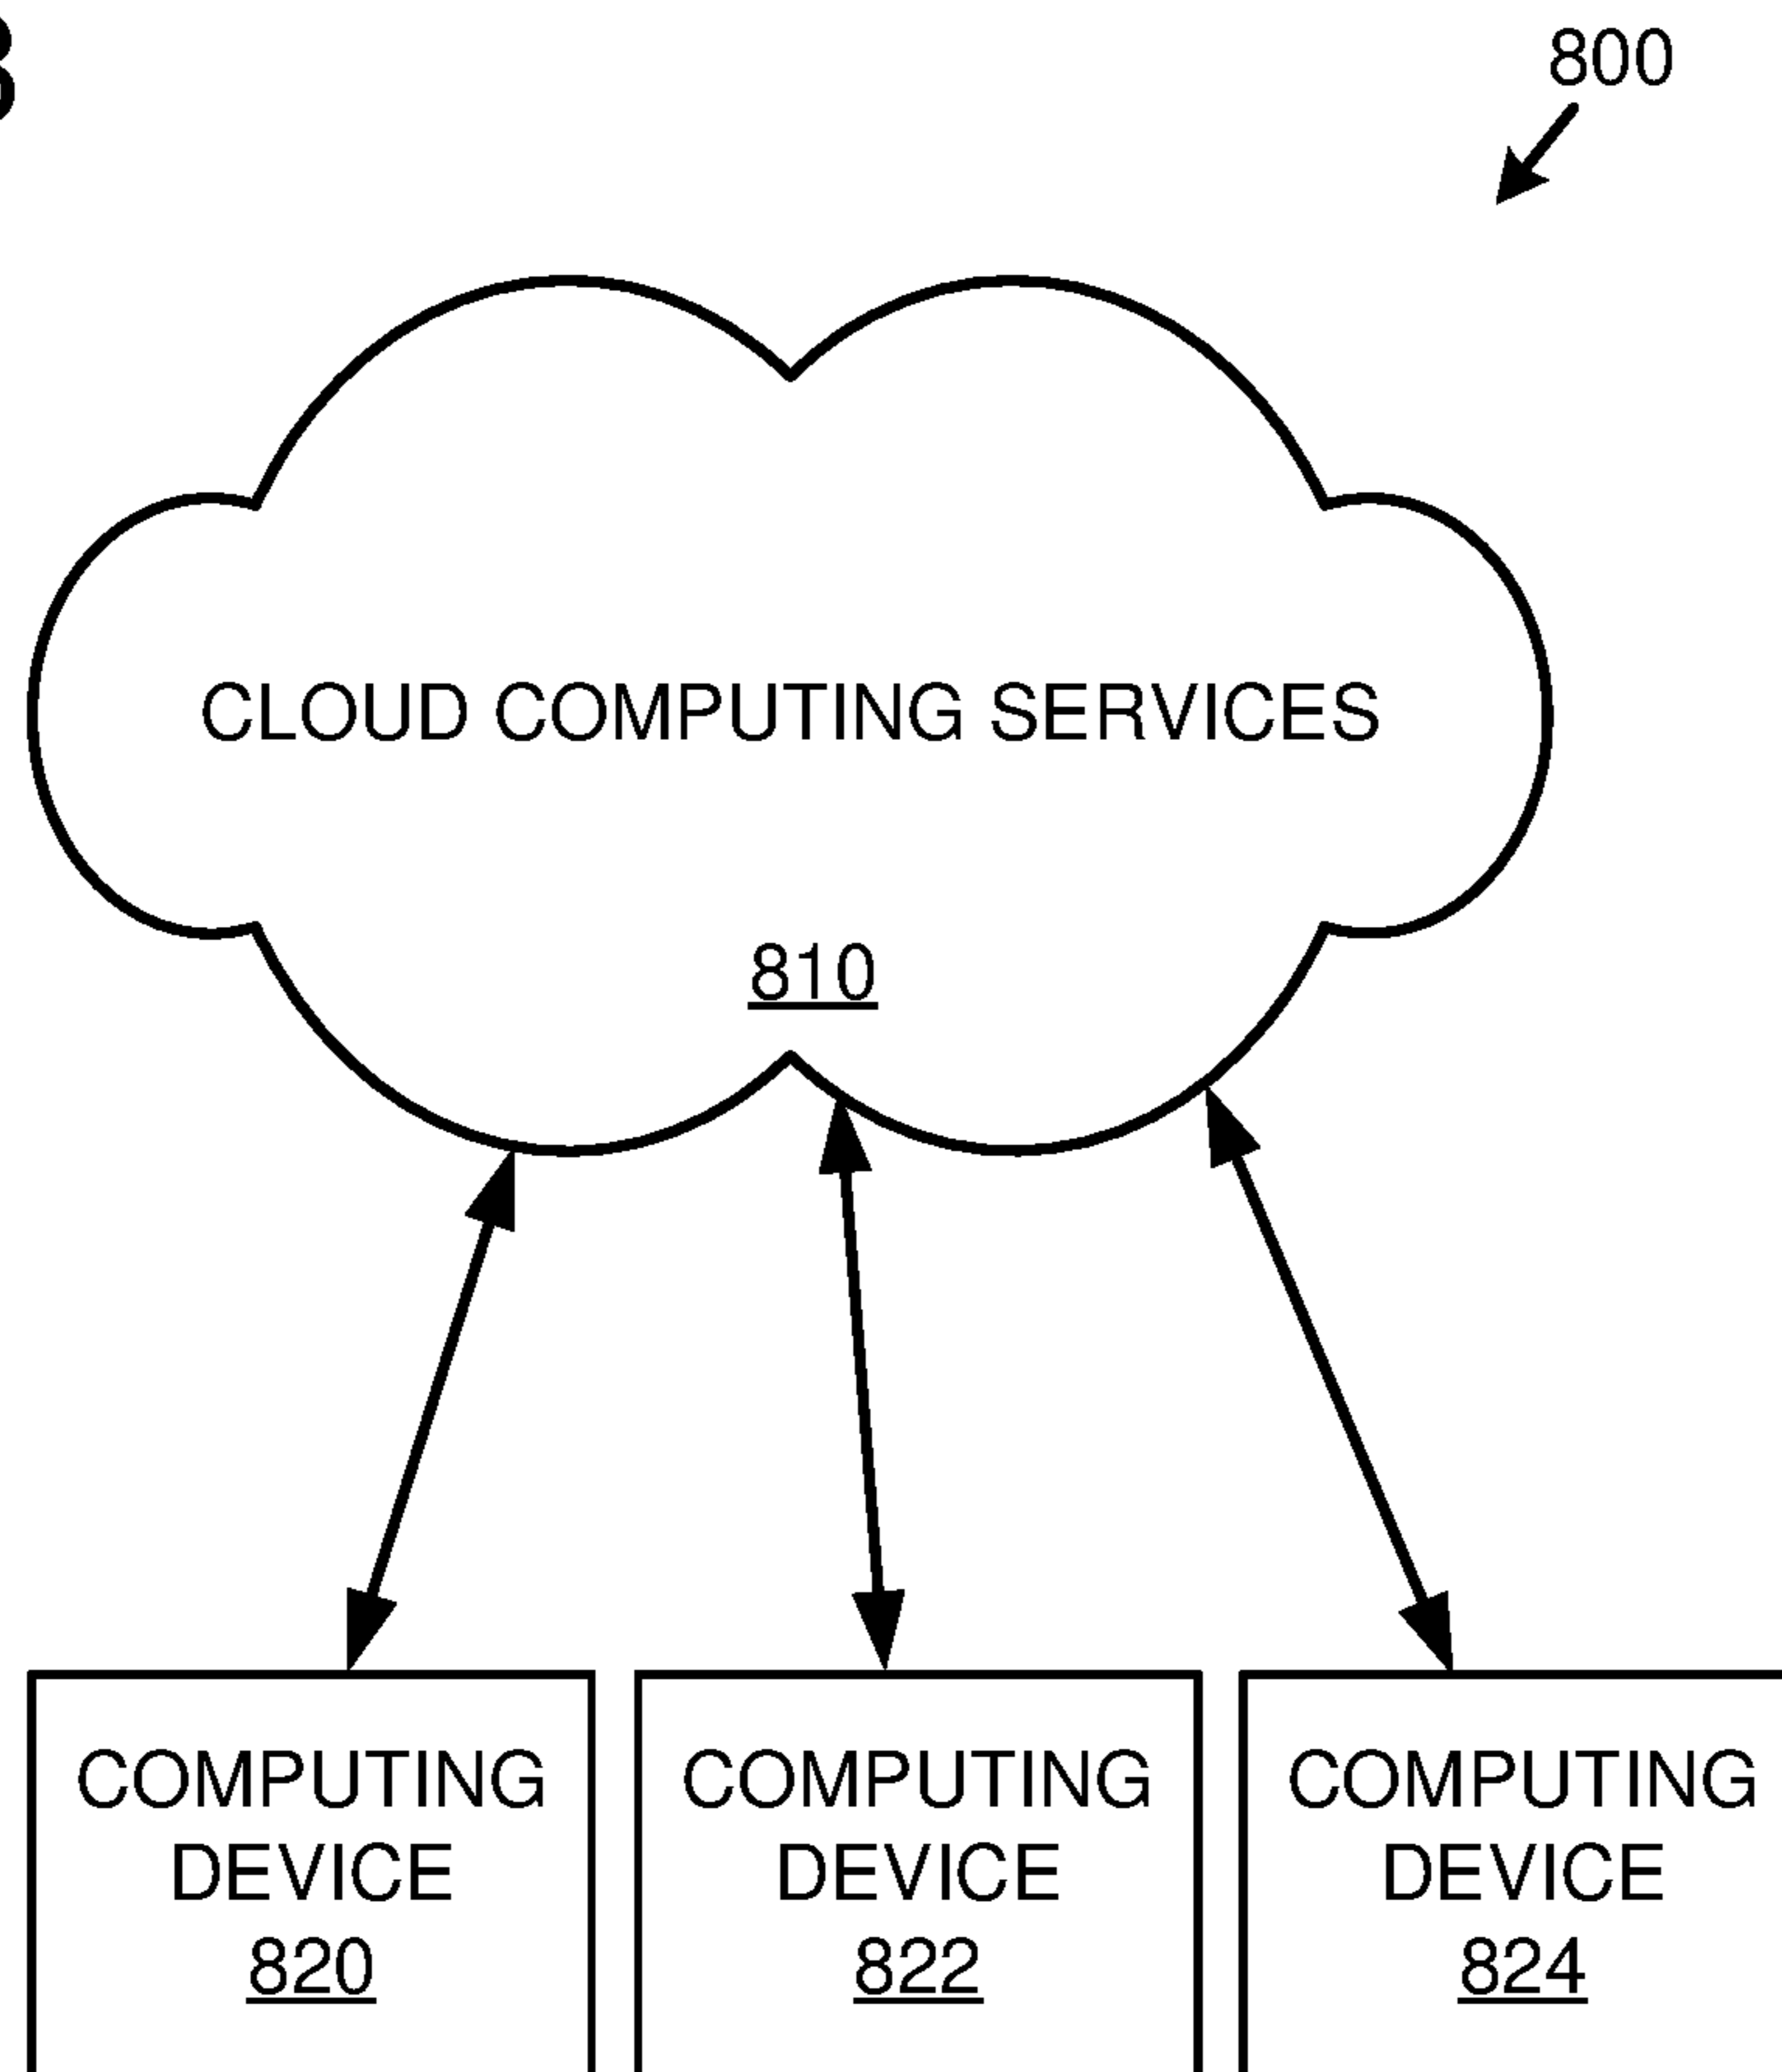 800
CLOUD COMPUTING SERVICES
810
COMPUTING
DEVICE
820
COMPUTING
DEVICE
822
COMPUTING
DEVICE
824